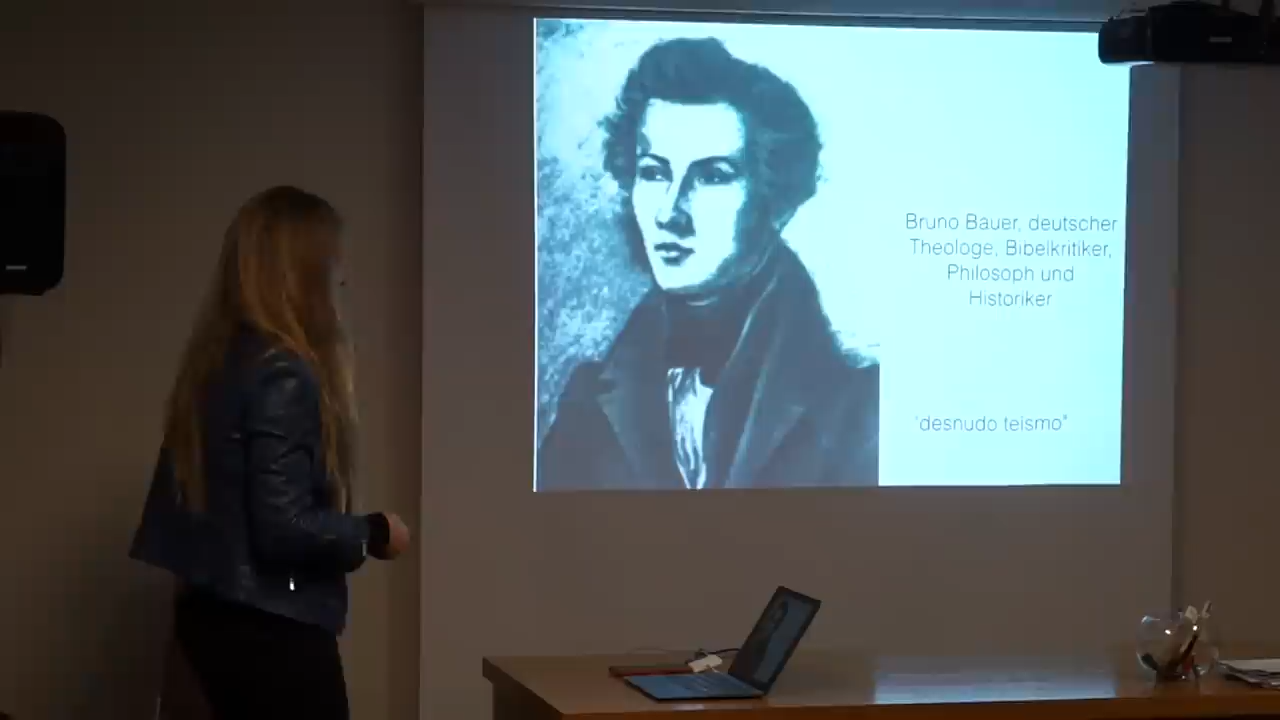 Bruno Bauer, deutscher
Theologe, Bibelkritiker,
Philosoph und
Historiker
"desnudo teismo"